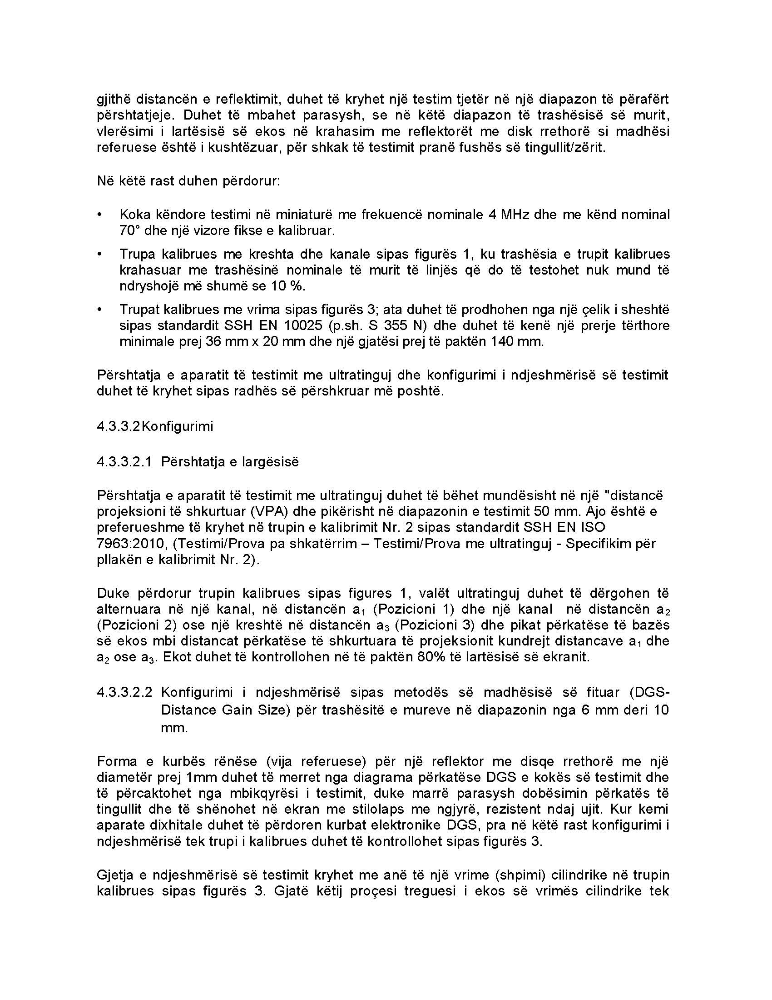 gjithë distancën e reflektimit, duhet të kryhet një testim tjetër në një diapazon të përafërt
përshtatjeje. Duhet të mbahet parasysh, se në këtë diapazon të trashësisë së murit,
vlerësimi i lartësisë së ekos në krahasim me reflektorët me disk rrethorë si madhësi
referuese është i kushtëzuar, për shkak të testimit pranë fushës së tingullit/zërit.
Në këtë rast duhen përdorur:
• Koka këndore testimi në miniaturë me frekuencë nominale 4 MHz dhe me kënd nominal
70° dhe një vizore fikse e kalibruar.
• Trupa kalibrues me kreshta dhe kanale sipas figurës 1, ku trashësia e trupit kalibrues
krahasuar me trashësinë nominale të murit të linjës që do të testohet nuk mund të
ndryshojë më shumë se 10 %.
• Trupat kalibrues me vrima sipas figurës 3; ata duhet të prodhohen nga një çelik i sheshtë
sipas standardit SSH EN 10025 (p.sh. S 355 N) dhe duhet të kenë një prerje tërthore
minimale prej 36 mm x 20 mm dhe një gjatësi prej të paktën 140 mm.
Përshtatja e aparatit të testimit me ultratinguj dhe konfigurimi i ndjeshmërisë së testimit
duhet të kryhet sipas radhës së përshkruar më poshtë.
4.3.3.2 Konfigurimi
4.3.3.2.1 Përshtatja e largësisë
Përshtatja e aparatit të testimit me ultratinguj duhet të bëhet mundësisht në një "distancë
projeksioni të shkurtuar (VPA) dhe pikërisht në diapazonin e testimit 50 mm. Ajo është e
preferueshme të kryhet në trupin e kalibrimit Nr. 2 sipas standardit SSH EN ISO
7963:2010, (Testimi/Prova pa shkatërrim – Testimi/Prova me ultratinguj - Specifikim për
pllakën e kalibrimit Nr. 2).
Duke përdorur trupin kalibrues sipas figures 1, valët ultratinguj duhet të dërgohen të
alternuara në një kanal, në distancën a₁ (Pozicioni 1) dhe një kanal në distancën a₂
(Pozicioni 2) ose një kreshtë në distancën a₃ (Pozicioni 3) dhe pikat përkatëse të bazës
së ekos mbi distancat përkatëse të shkurtuara të projeksionit kundrejt distancave a₁ dhe
a₂ ose a₃. Ekot duhet të kontrollohen në të paktën 80% të lartësisë së ekranit.
4.3.3.2.2 Konfigurimi i ndjeshmërisë sipas metodës së madhësisë së fituar (DGS-
Distance Gain Size) për trashësitë e mureve në diapazonin nga 6 mm deri 10
mm.
Forma e kurbës rënëse (vija referuese) për një reflektor me disqe rrethorë me një
diametër prej 1mm duhet të merret nga diagrama përkatëse DGS e kokës së testimit dhe
të përcaktohet nga mbikqyrësi i testimit, duke marrë parasysh dobësimin përkatës të
tingullit dhe të shënohet në ekran me stilolaps me ngjyrë, rezistent ndaj ujit. Kur kemi
aparate dixhitale duhet të përdoren kurbat elektronike DGS, pra në këtë rast konfigurimi i
ndjeshmërisë tek trupi i kalibrues duhet të kontrollohet sipas figurës 3.
Gjetja e ndjeshmërisë së testimit kryhet me anë të një vrime (shpimi) cilindrike në trupin
kalibrues sipas figurës 3. Gjatë këtij proçesi treguesi i ekos së vrimës cilindrike tek